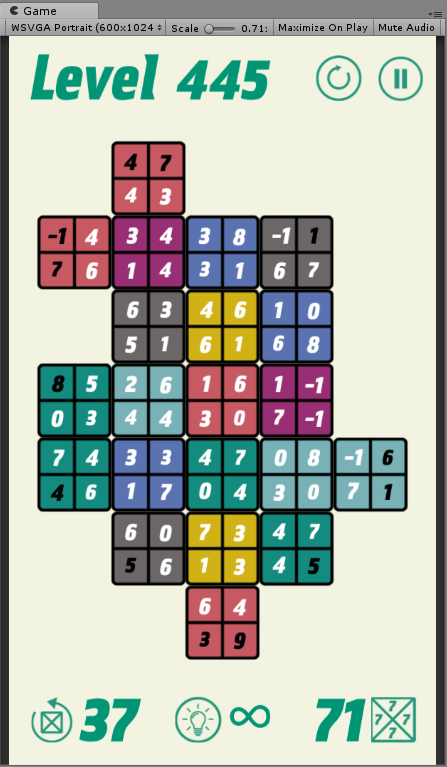 Game
WSVGA Portrait (600x1024 Scale 0.71: Maximize On Play Mute Audio
Level 445
4 7
4 3
-1 4 3 4 3 8 -1 1
7 6 1 4 3 1 6 7
6 3 4 6 1 0
5 1 6 1 6 8
8 5 2 6 1 6 1 -1
0 3 4 4 3 0 7 -1
7 4 3 3 4 7 0 8 -1 6
4 6 1 7 0 4 3 0 7 1
6 0 7 3 4 7
5 6 1 3 4 5
6 4
3 9
37 ∞ 71 7 7 7 7